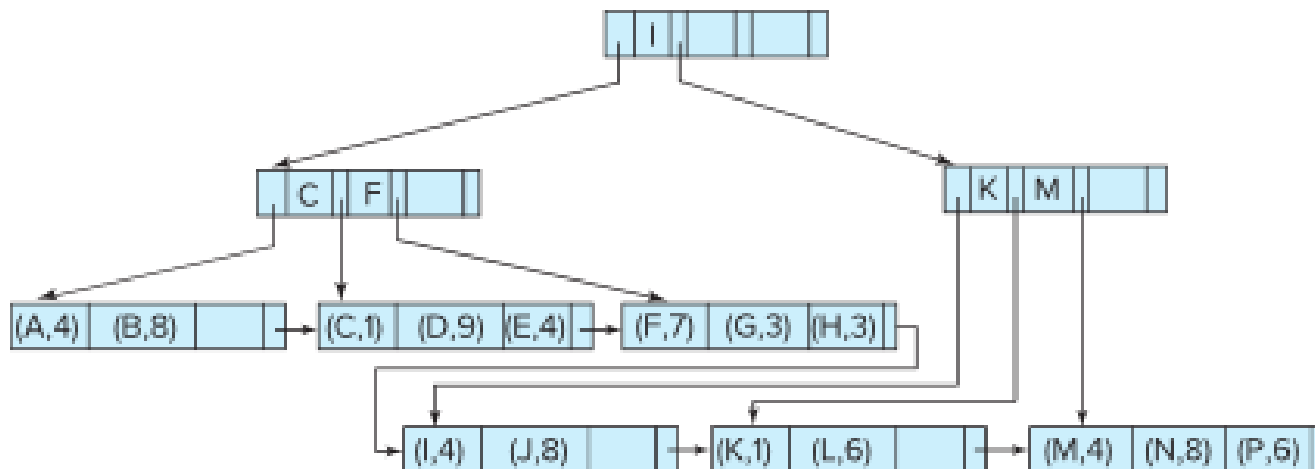 I
C F
K M
(A,4) (B,8) (C,1) (D,9) (E,4) (F,7) (G,3) (H,3)
(I,4) (J,8) (K,1) (L,6) (M,4) (N,8) (P,6)